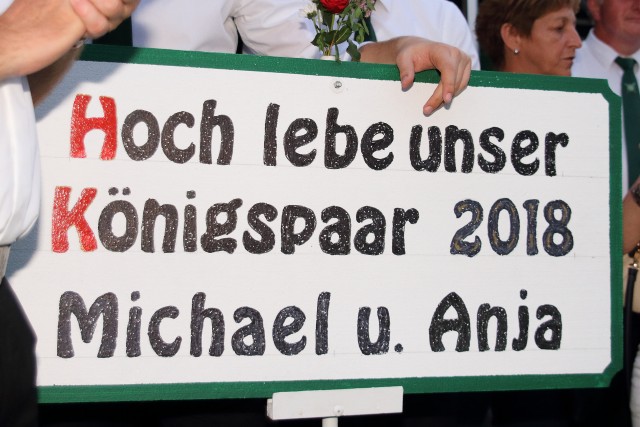 Hoch lebe unser
Königspaar 2018
Michael u. Anja